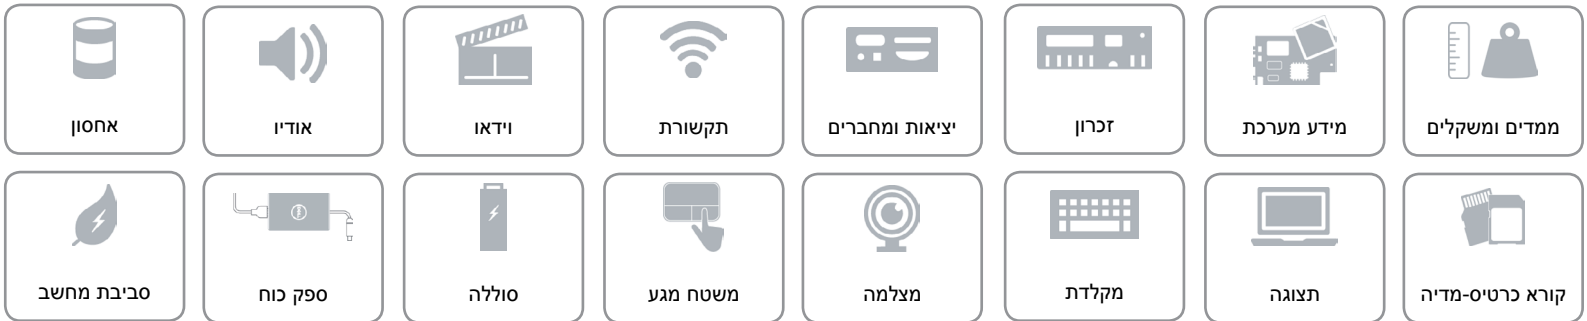 ממדים ומשקלים
מידע מערכת
זכרון
יציאות ומחברים
תקשורת
וידאו
אודיו
אחסון
קורא כרטיס-מדיה
תצוגה
מקלדת
מצלמה
משטח מגע
סוללה
ספק כוח
סביבת מחשב